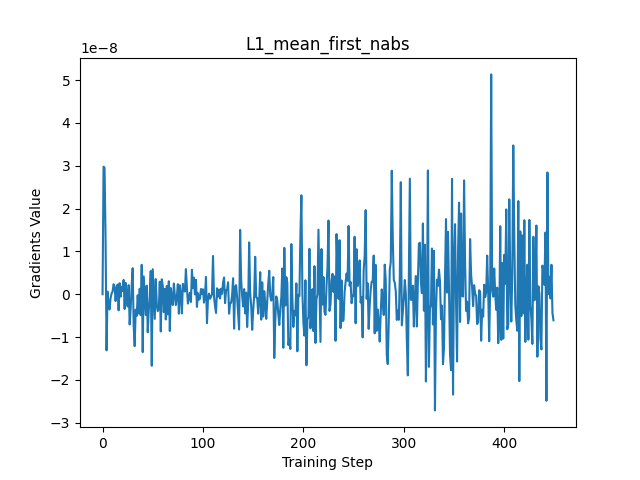 L1_mean_first_nabs
1e−8
5
4
3
2
1
0
−1
−2
−3
Gradients Value
0 100 200 300 400
Training Step